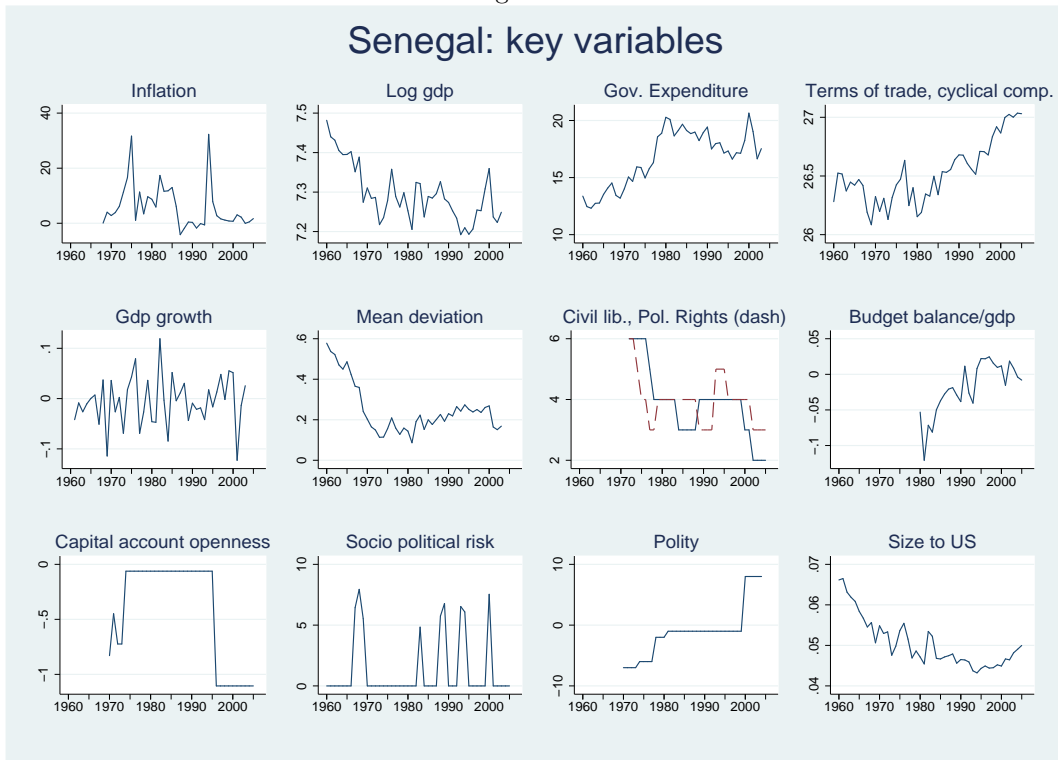 Senegal: key variables
Inflation
Log gdp
Gov. Expenditure
Terms of trade, cyclical comp.
0 20 40
1960 1970 1980 1990 2000
7.2 7.3 7.4 7.5
1960 1970 1980 1990 2000
10 15 20
1960 1970 1980 1990 2000
26 26.5 27
1960 1970 1980 1990 2000
Gdp growth
Mean deviation
Civil lib., Pol. Rights (dash)
Budget balance/gdp
-.1 0 .1
1960 1970 1980 1990 2000
0 .2 .4 .6
1960 1970 1980 1990 2000
2 4 6
1960 1970 1980 1990 2000
-.1 -.05 0 .05
1960 1970 1980 1990 2000
Capital account openness
Socio political risk
Polity
Size to US
-1 -.5 0
1960 1970 1980 1990 2000
0 5 10
1960 1970 1980 1990 2000
-10 0 10
1960 1970 1980 1990 2000
.04 .05 .06 .07
1960 1970 1980 1990 2000